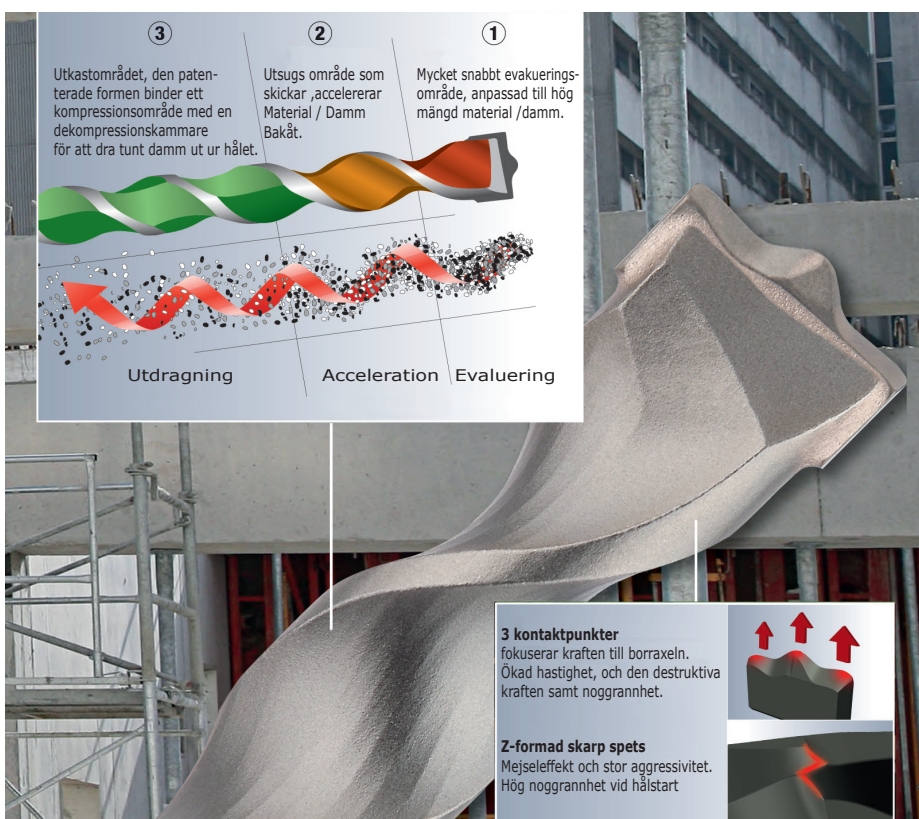 3
Utkastområdet, den paten-
terade formen binder ett
kompressionsområde med en
dekompressionskammare
för att dra tunt damm ut ur hålet.
2
Utsugs område som
skickar ,accelererar
Material / Damm
Bakåt.
1
Mycket snabbt evakuerings-
område, anpassad till hög
mängd material /damm.
Utdragning
Acceleration
Evaluering
3 kontaktpunkter
fokuserar kraften till borraxeln.
Ökad hastighet, och den destruktiva
kraften samt noggrannhet.
Z-formad skarp spets
Mejseleffekt och stor aggressivitet.
Hög noggrannhet vid hålstart